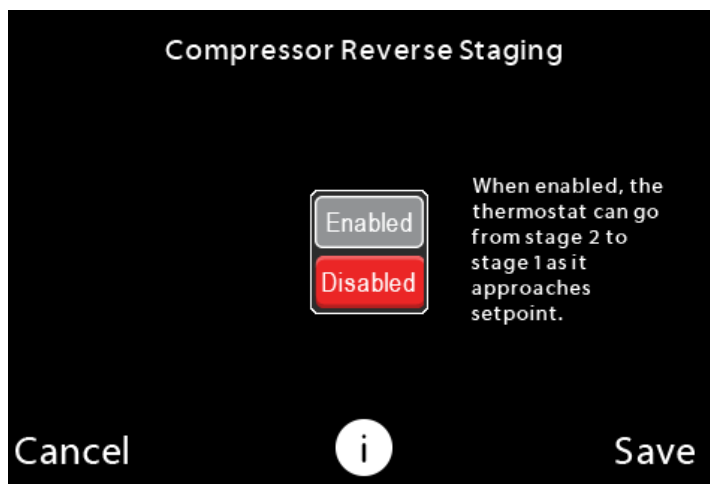 Compressor Reverse Staging
Enabled
Disabled
When enabled, the
thermostat can go
from stage 2 to
stage 1 as it
approaches
setpoint.
Cancel
i
Save